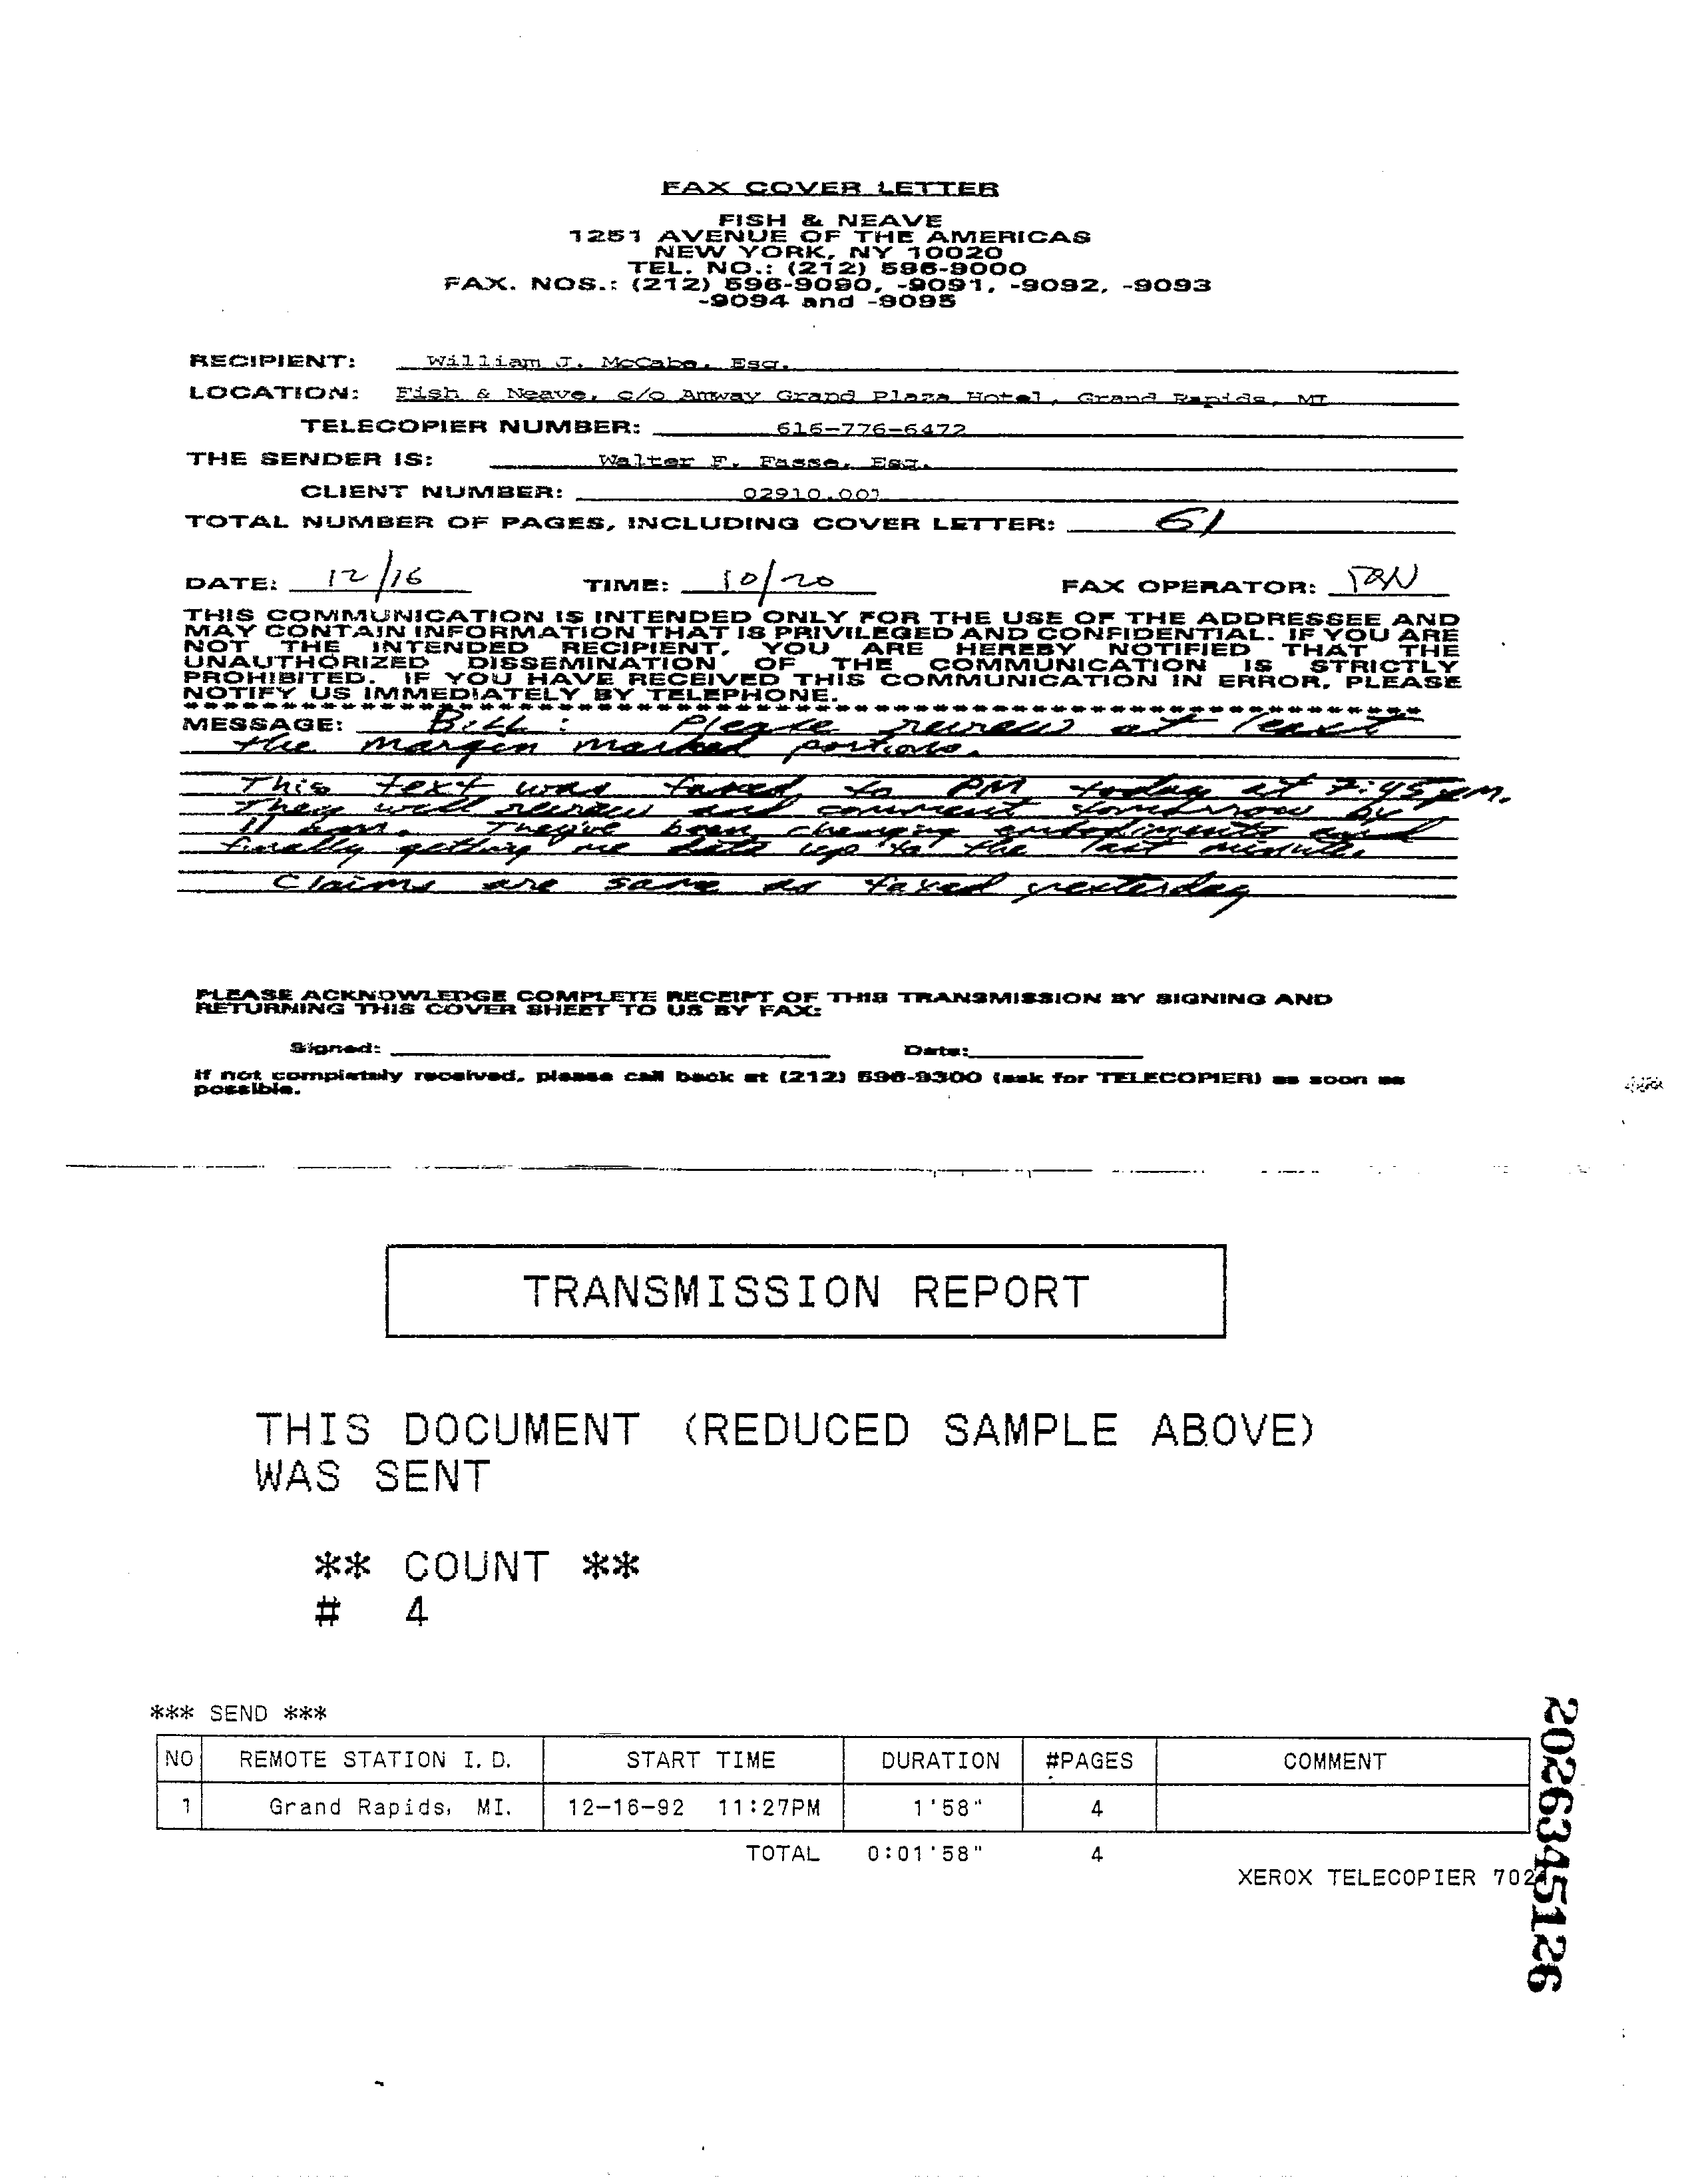 FAX COVER LETTER
FISH & NEAVE
1251 AVENUE OF THE AMERICAS
NEW YORK, NY 10020
TEL. NO.: (212) 596-9000
FAX. NOS.: (212) 596-9090, -9091, -9092, -9093
-9094 and -9095
RECIPIENT: William J. McCabe, Esq.
LOCATION: Fish & Neave, c/o Amway Grand Plaza Hotel, Grand Rapids, MI
TELECOPIER NUMBER: 616-776-6472
THE SENDER IS: Walter F. Fasse, Esq.
CLIENT NUMBER: 02910.001
TOTAL NUMBER OF PAGES, INCLUDING COVER LETTER: 61
DATE: 12/16 TIME: 10/20 FAX OPERATOR:
THIS COMMUNICATION IS INTENDED ONLY FOR THE USE OF THE ADDRESSEE AND
MAY CONTAIN INFORMATION THAT IS PRIVILEGED AND CONFIDENTIAL. IF YOU ARE
NOT THE INTENDED RECIPIENT, YOU ARE HEREBY NOTIFIED THAT THE
UNAUTHORIZED DISSEMINATION OF THE COMMUNICATION IS STRICTLY
PROHIBITED. IF YOU HAVE RECEIVED THIS COMMUNICATION IN ERROR, PLEASE
NOTIFY US IMMEDIATELY BY TELEPHONE.
MESSAGE: Bill: Please review at least
the margin marked portions.
This text was faxed to PM today at 7:45 pm.
They will review and comment tomorrow by
11 am. They've been changing embodiments and
finally getting me data up to the last minute.
Claims are same as faxed yesterday
PLEASE ACKNOWLEDGE COMPLETE RECEIPT OF THIS TRANSMISSION BY SIGNING AND
RETURNING THIS COVER SHEET TO US BY FAX:
Signed: Date:
If not completely received, please call back at (212) 596-9300 (ask for TELECOPIER) as soon as
possible.
TRANSMISSION REPORT
THIS DOCUMENT (REDUCED SAMPLE ABOVE)
WAS SENT
** COUNT **
# 4
*** SEND ***
NO REMOTE STATION I.D. START TIME DURATION #PAGES COMMENT
1 Grand Rapids, MI. 12-16-92 11:27PM 1'58" 4
TOTAL 0:01'58" 4
XEROX TELECOPIER
2026345126